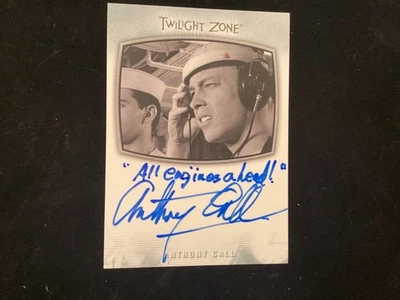 TWILIGHT ZONE
"All engines ahead!"
Anthony Call
ANTHONY CALL